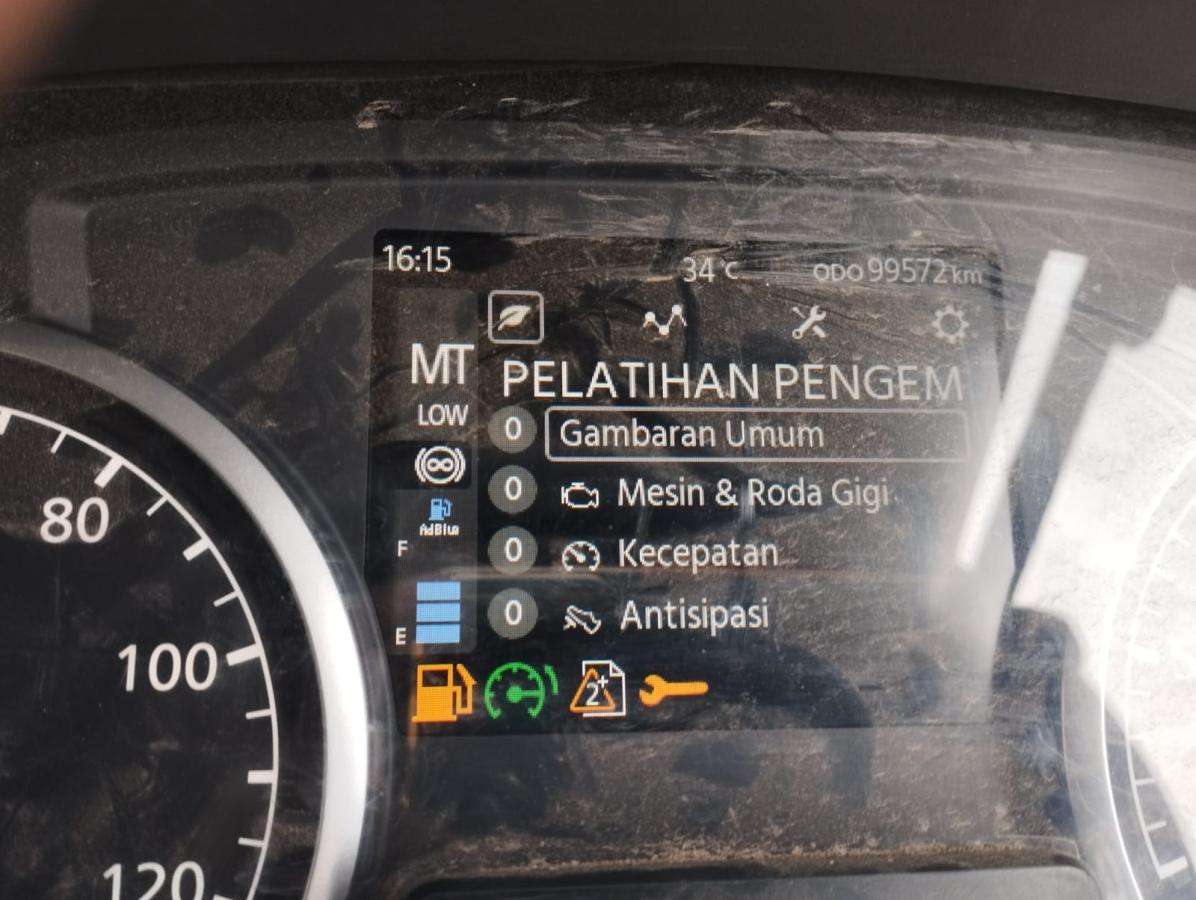 16:15 34°C ODO 99572 km
MT
PELATIHAN PENGEM
LOW
0 Gambaran Umum
0 Mesin & Roda Gigi
AdBlue
F
0 Kecepatan
0 Antisipasi
E
2+
80
100
120